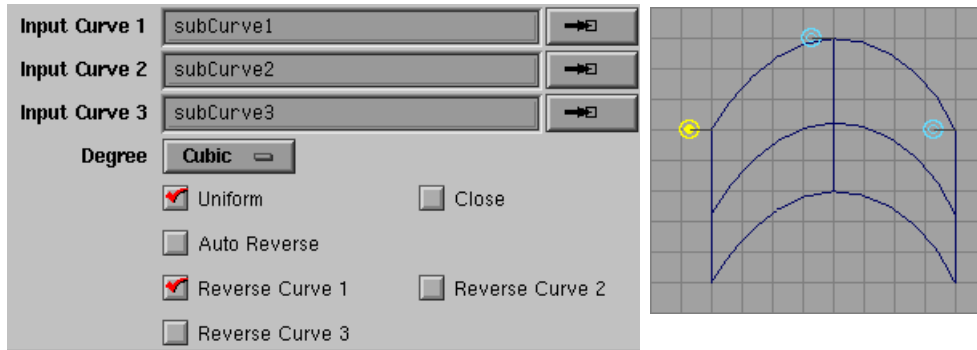 Input Curve 1 subCurve1
Input Curve 2 subCurve2
Input Curve 3 subCurve3
Degree Cubic
Uniform Close
Auto Reverse
Reverse Curve 1 Reverse Curve 2
Reverse Curve 3